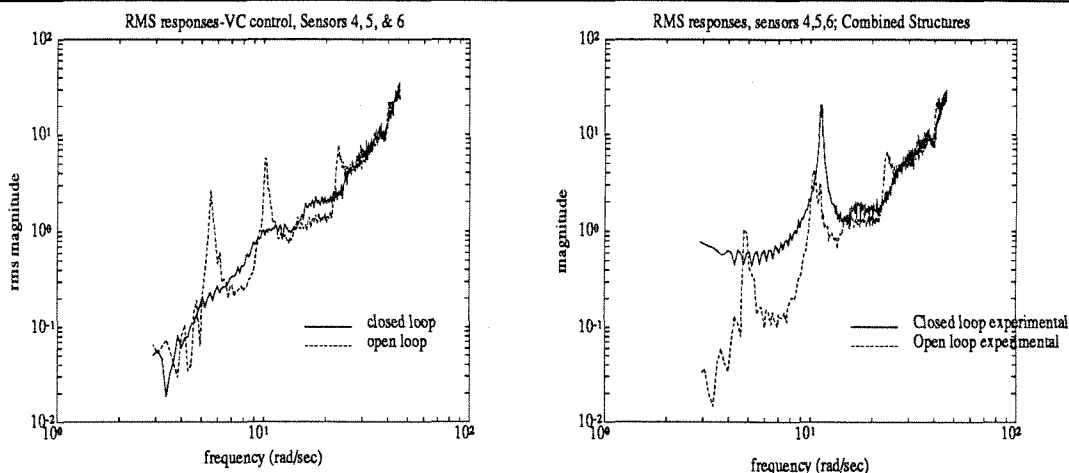 RMS responses-VC control, Sensors 4, 5, & 6
10²
10¹
10⁰
10⁻¹
10⁻²
rms magnitude
closed loop
open loop
10⁰
10¹
10²
frequency (rad/sec)
RMS responses, sensors 4,5,6; Combined Structures
10²
10¹
10⁰
10⁻¹
10⁻²
magnitude
Closed loop experimental
Open loop experimental
10⁰
10¹
10²
frequency (rad/sec)